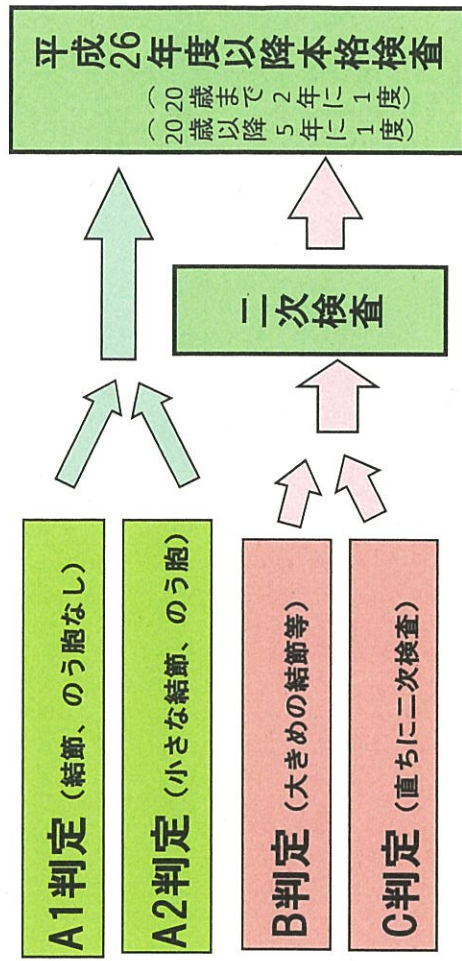 A1判定（結節、のう胞なし）
A2判定（小さな結節、のう胞）
B判定（大きめの結節等）
C判定（直ちに二次検査）
二次検査
平成26年度以降本格検査
（20歳まで2年に1度）
（20歳以降5年に1度）